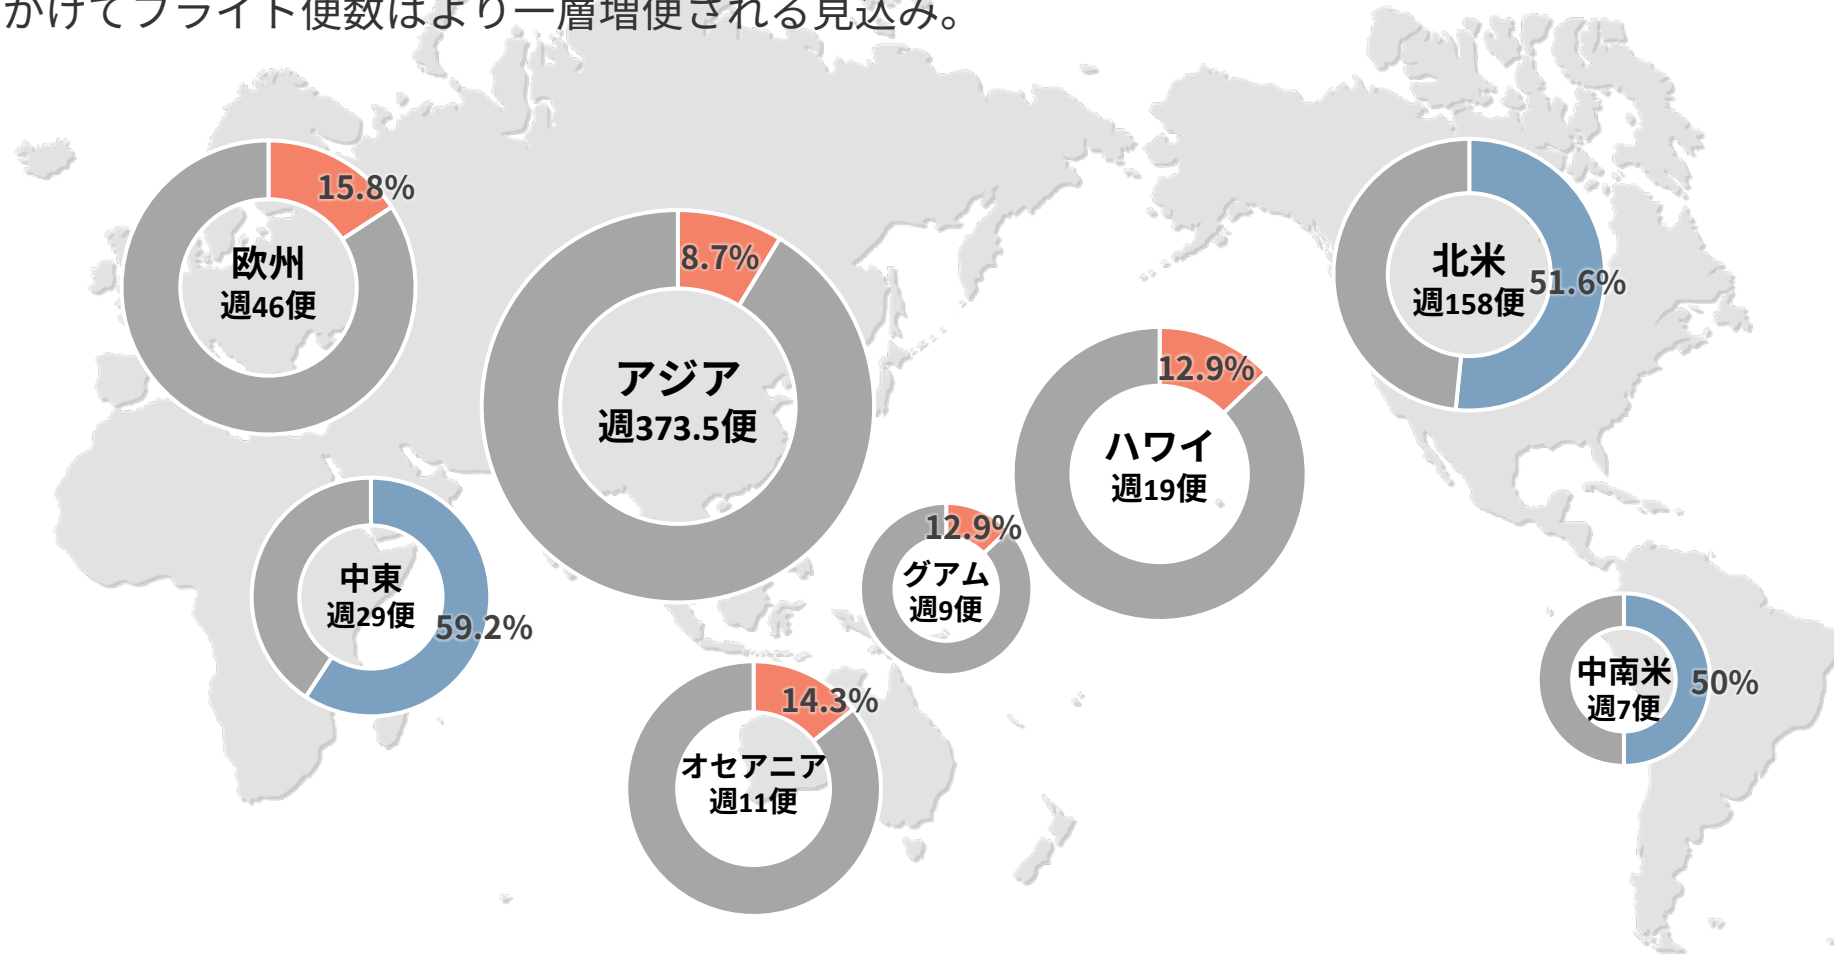 かけてフライト便数はより一層増便される見込み。
15.8%
欧州
週46便
8.7%
アジア
週373.5便
北米
週158便
51.6%
12.9%
ハワイ
週19便
12.9%
グアム
週9便
中東
週29便
59.2%
14.3%
オセアニア
週11便
中南米
週7便
50%